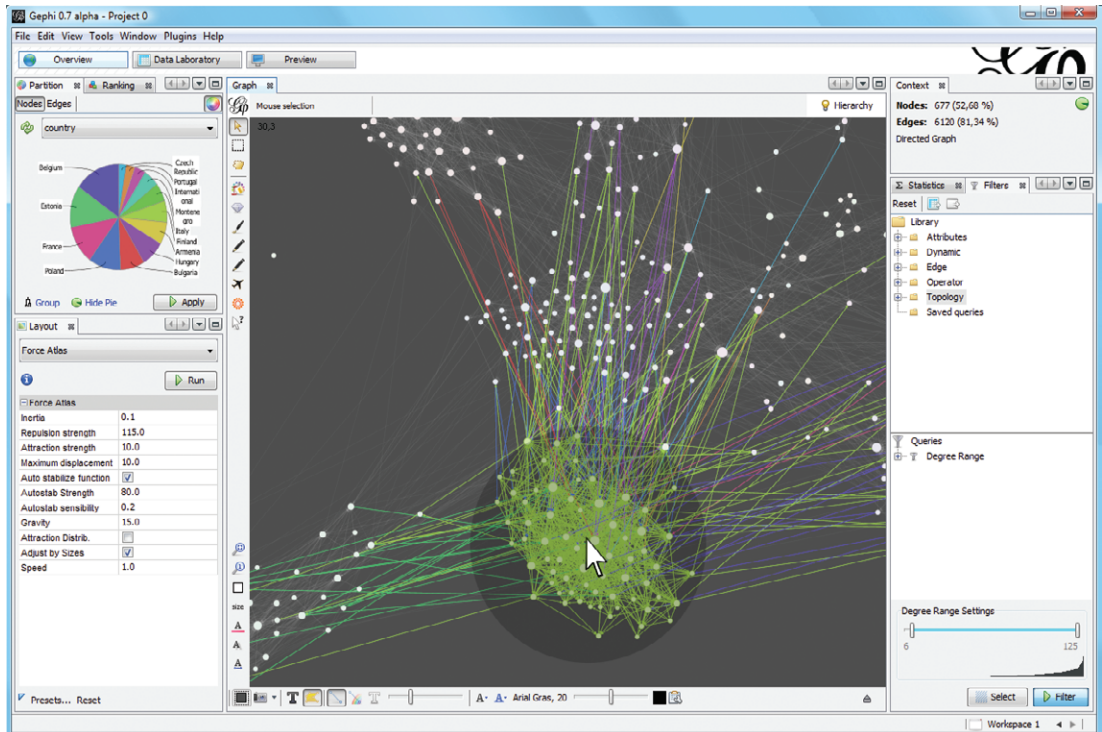 Gephi 0.7 alpha - Project 0
File Edit View Tools Window Plugins Help
Overview
Data Laboratory
Preview
Partition
Ranking
Nodes Edges
country
Belgium
Estonia
France
Poland
Czech
Republic
Portugal
Internati
onal
Montene
gro
Italy
Finland
Armenia
Hungary
Bulgaria
Group
Hide Pie
Apply
Layout
Force Atlas
Run
Force Atlas
Inertia 0.1
Repulsion strength 115.0
Attraction strength 10.0
Maximum displacement 10.0
Auto stabilize function
Autostab Strength 80.0
Autostab sensibility 0.2
Gravity 15.0
Attraction Distrib.
Adjust by Sizes
Speed 1.0
Presets... Reset
Graph
Mouse selection
Hierarchy
30,3
size
A
A
A
T
T
A- A- Arial Gras, 20
Context
Nodes: 677 (52,68 %)
Edges: 6120 (81,34 %)
Directed Graph
Σ Statistics
Filters
Reset
Library
Attributes
Dynamic
Edge
Operator
Topology
Saved queries
Queries
Degree Range
Degree Range Settings
6 125
Select
Filter
Workspace 1